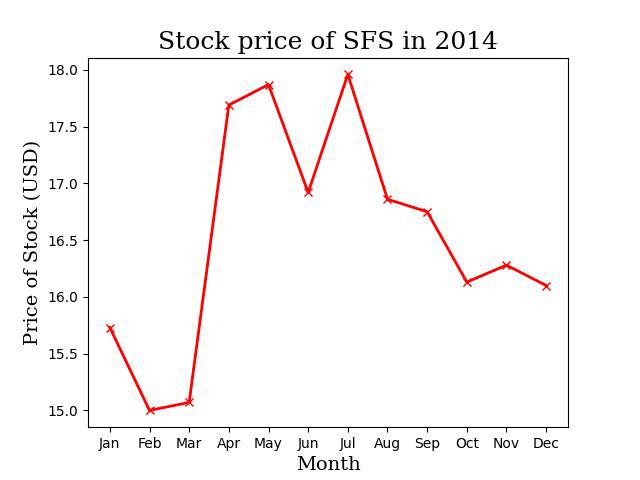 Stock price of SFS in 2014
Price of Stock (USD)
18.0
17.5
17.0
16.5
16.0
15.5
15.0
Jan Feb Mar Apr May Jun Jul Aug Sep Oct Nov Dec
Month